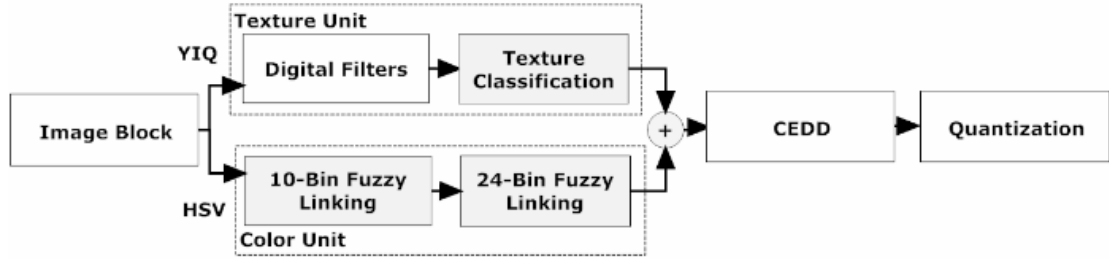 Texture Unit
YIQ
Digital Filters
Texture
Classification
Image Block
+
CEDD
Quantization
10-Bin Fuzzy
Linking
24-Bin Fuzzy
Linking
HSV
Color Unit